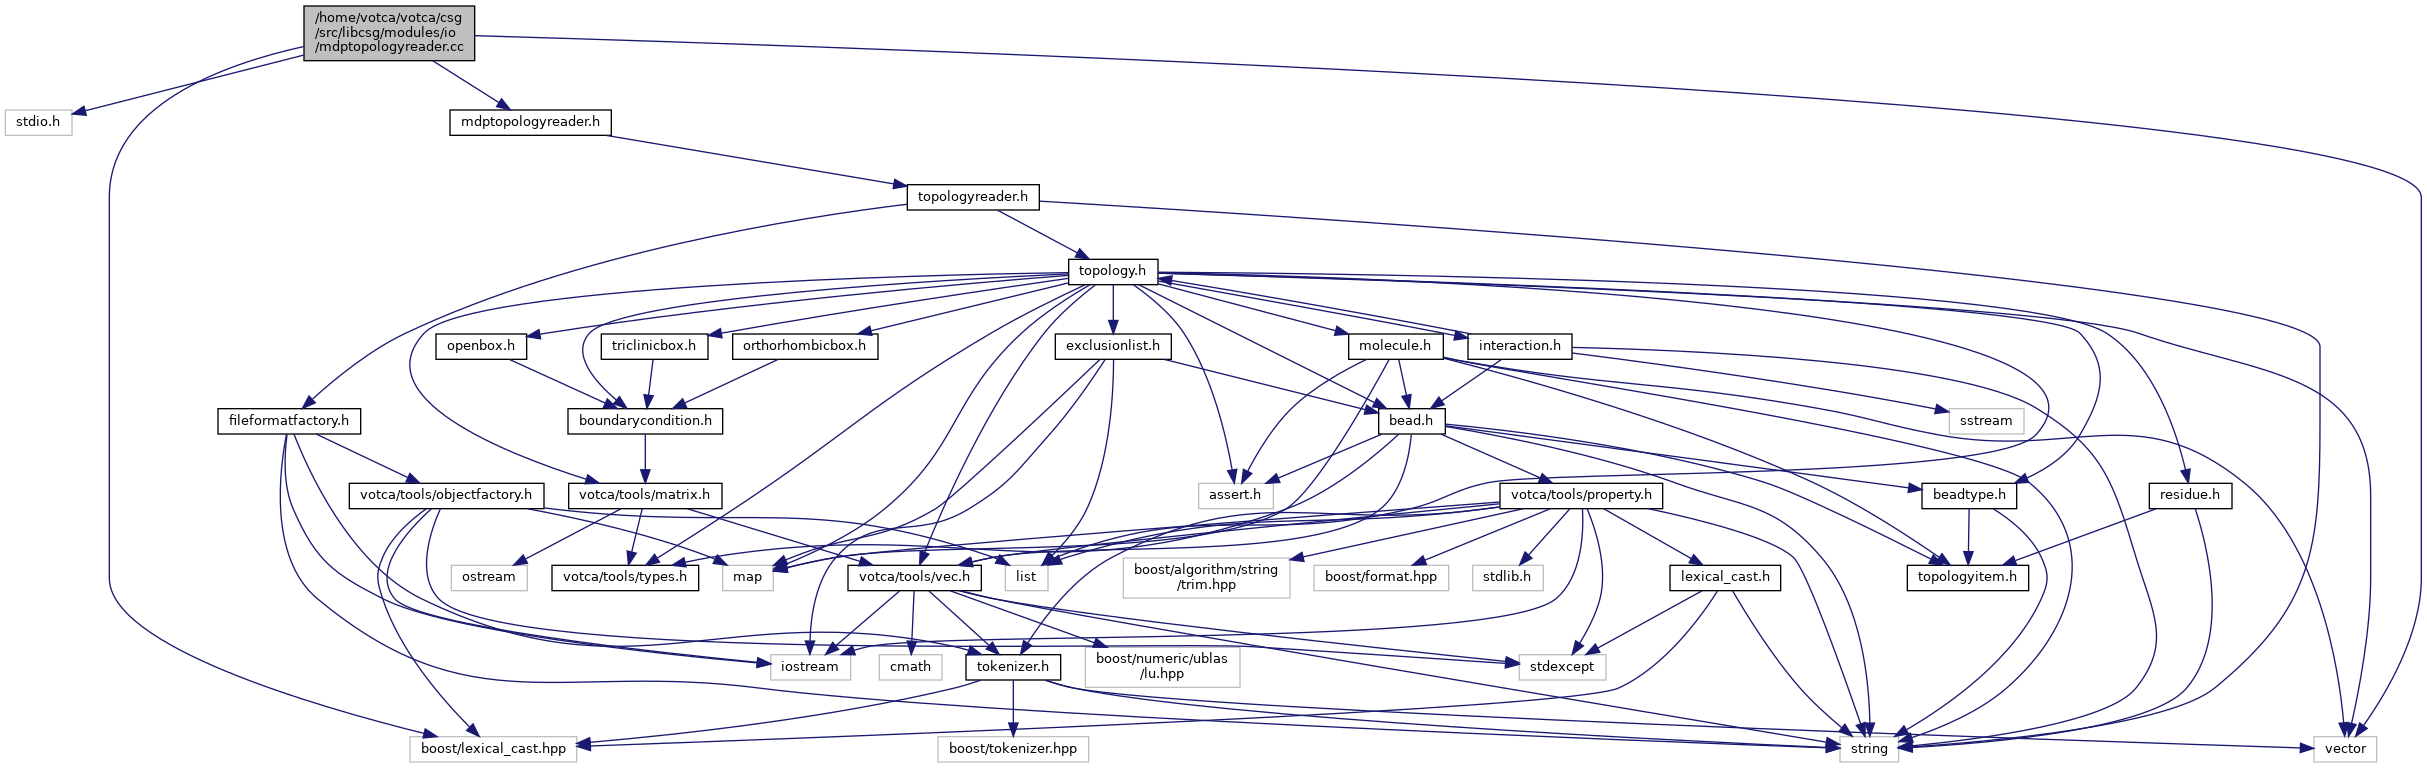 /home/votca/votca/csg
/src/libcsg/modules/io
/mdptopologyreader.cc
stdio.h
mdptopologyreader.h
topologyreader.h
topology.h
openbox.h
triclinicbox.h
orthorhombicbox.h
exclusionlist.h
molecule.h
interaction.h
fileformatfactory.h
boundarycondition.h
bead.h
sstream
votca/tools/objectfactory.h
votca/tools/matrix.h
assert.h
votca/tools/property.h
beadtype.h
residue.h
ostream
votca/tools/types.h
map
votca/tools/vec.h
list
boost/algorithm/string
/trim.hpp
boost/format.hpp
stdlib.h
lexical_cast.h
topologyitem.h
iostream
cmath
tokenizer.h
boost/numeric/ublas
/lu.hpp
stdexcept
boost/lexical_cast.hpp
boost/tokenizer.hpp
string
vector